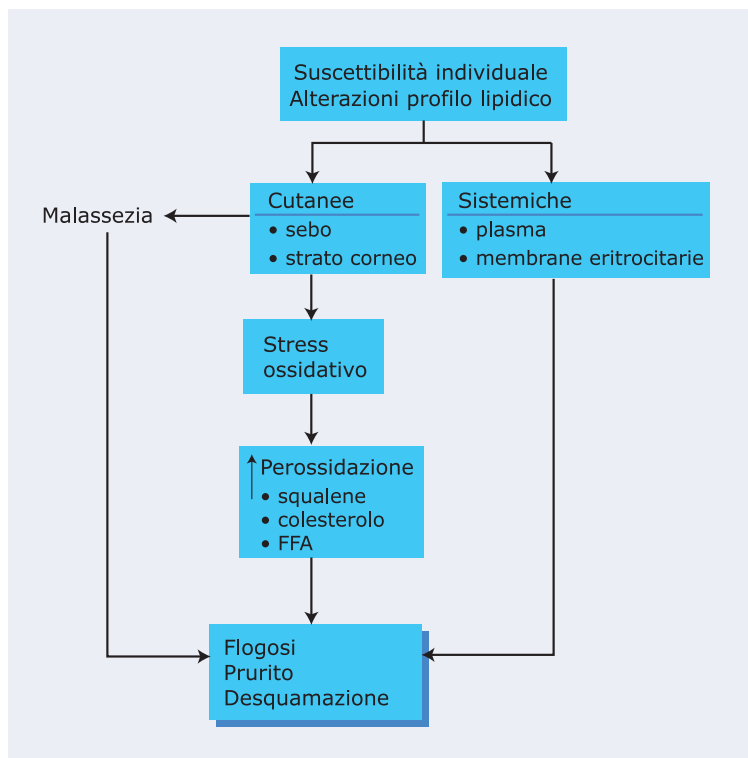 Suscettibilità individuale
Alterazioni profilo lipidico
Malassezia
Cutanee
• sebo
• strato corneo
Sistemiche
• plasma
• membrane eritrocitarie
Stress
ossidativo
Perossidazione
• squalene
• colesterolo
• FFA
Flogosi
Prurito
Desquamazione